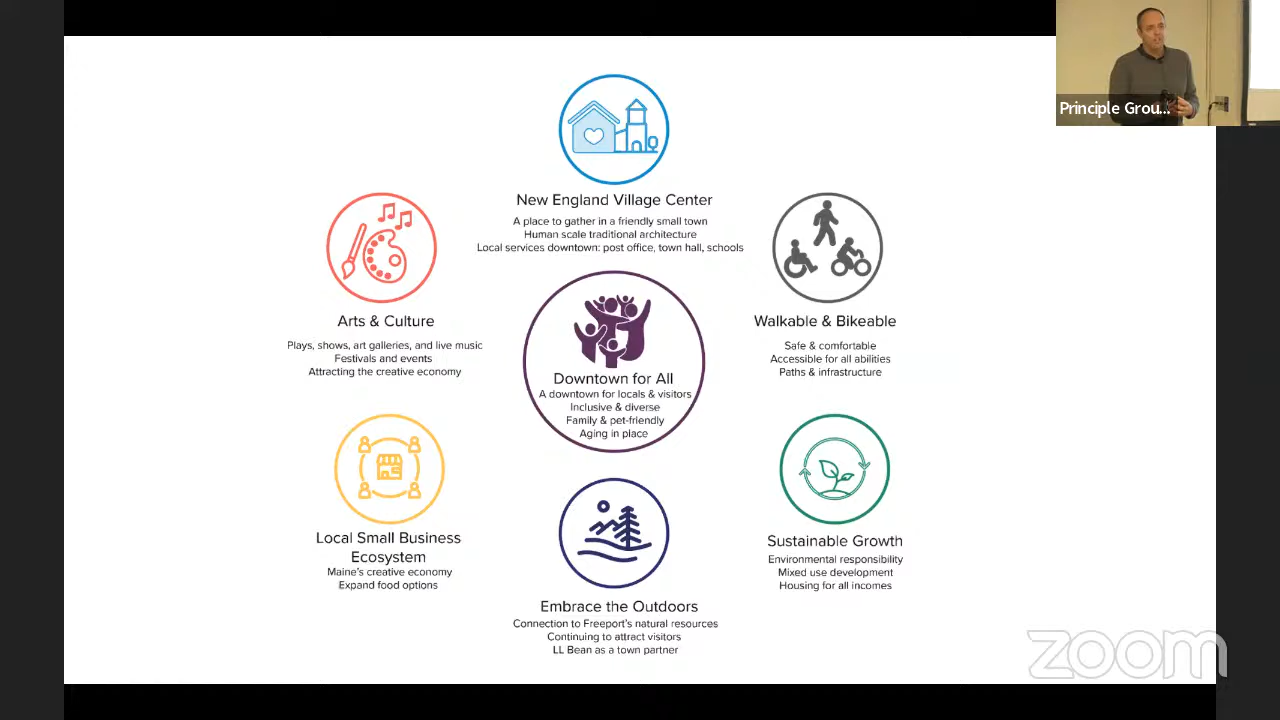 Principle Grou...
New England Village Center
A place to gather in a friendly small town
Human scale traditional architecture
Local services downtown: post office, town hall, schools
Arts & Culture
Plays, shows, art galleries, and live music
Festivals and events
Attracting the creative economy
Walkable & Bikeable
Safe & comfortable
Accessible for all abilities
Paths & infrastructure
Downtown for All
A downtown for locals & visitors
Inclusive & diverse
Family & pet-friendly
Aging in place
Local Small Business
Ecosystem
Maine's creative economy
Expand food options
Sustainable Growth
Environmental responsibility
Mixed use development
Housing for all incomes
Embrace the Outdoors
Connection to Freeport's natural resources
Continuing to attract visitors
LL Bean as a town partner
zoom